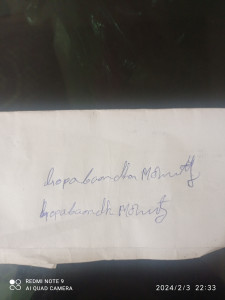 Gopabandhu Mohanty
Gopabandhu Mohanty
REDMI NOTE 9
AI QUAD CAMERA
2024/2/3 22:33